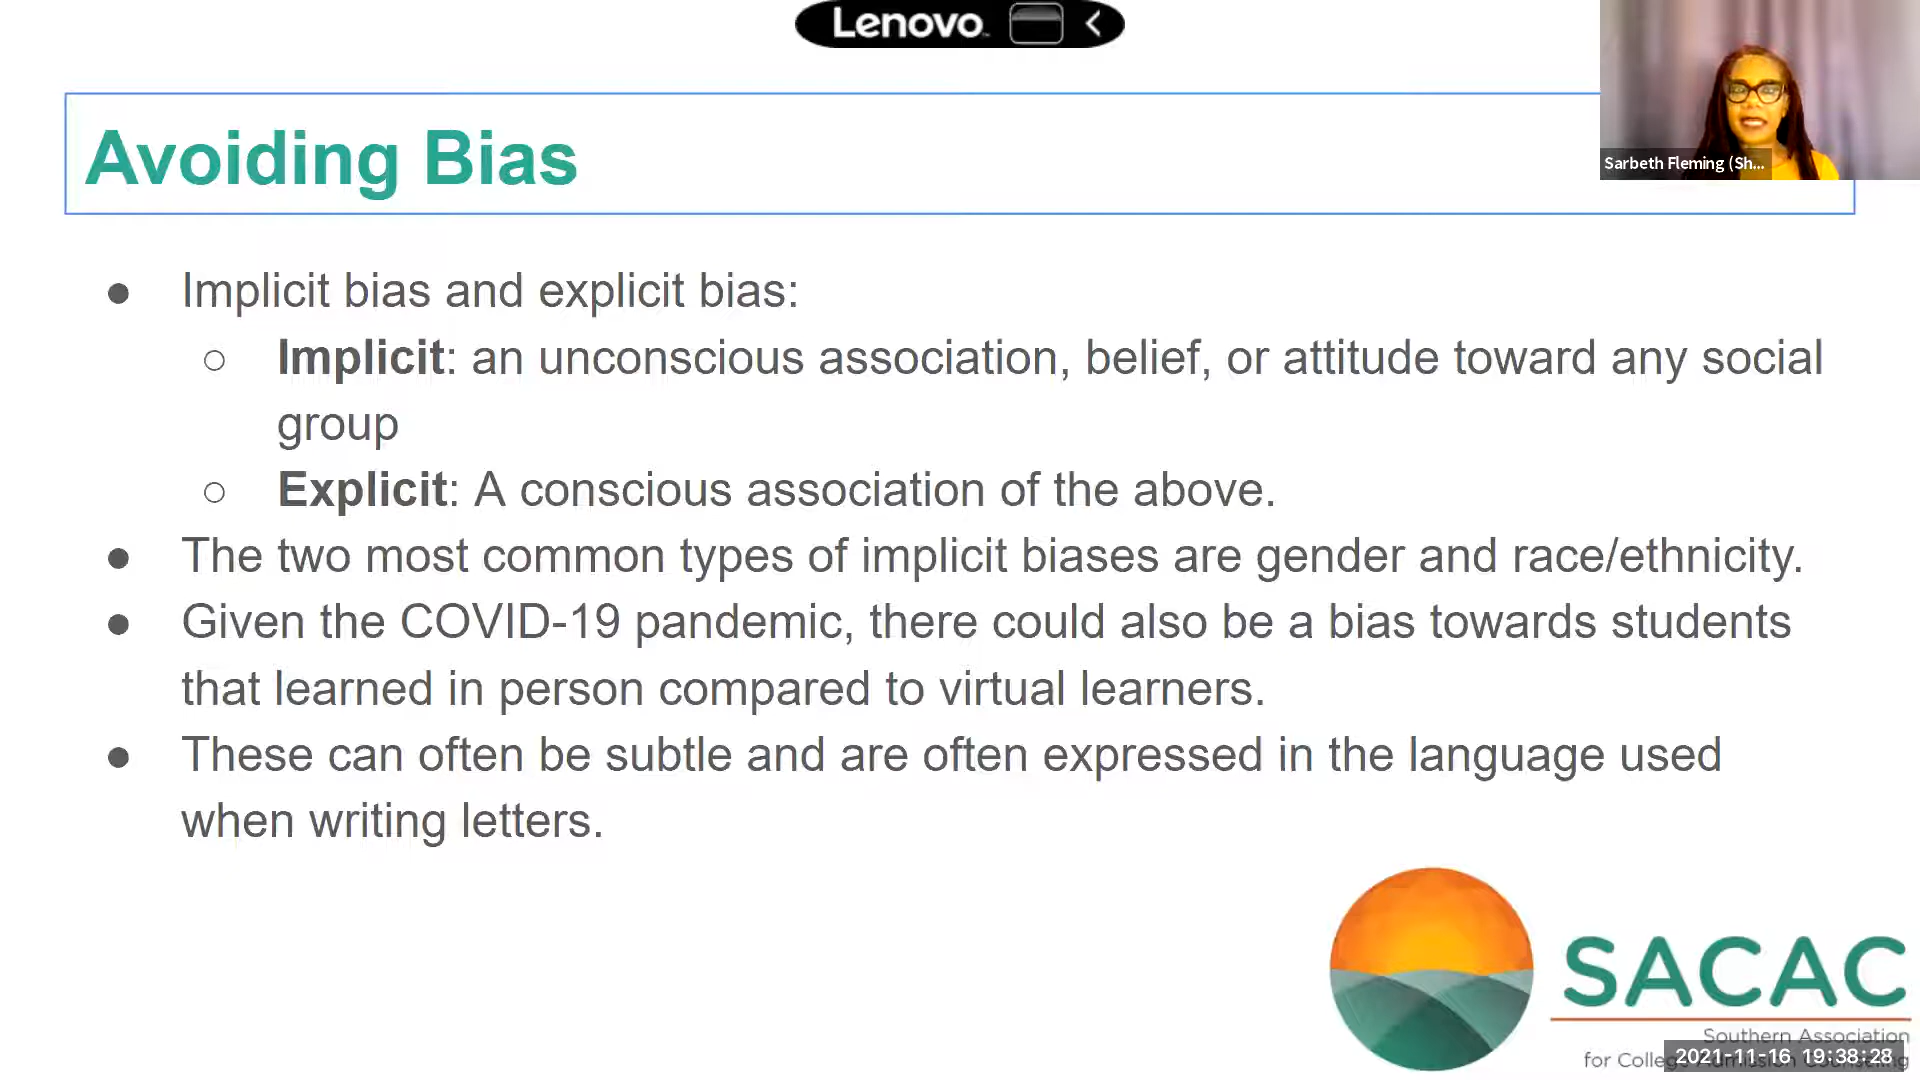 Lenovo
Avoiding Bias
Sarbeth Fleming (Sh...
● Implicit bias and explicit bias:
○ Implicit: an unconscious association, belief, or attitude toward any social
group
○ Explicit: A conscious association of the above.
● The two most common types of implicit biases are gender and race/ethnicity.
● Given the COVID-19 pandemic, there could also be a bias towards students
that learned in person compared to virtual learners.
● These can often be subtle and are often expressed in the language used
when writing letters.
SACAC
Southern Association
for College Admission Counseling
2021-11-16 19:38:28